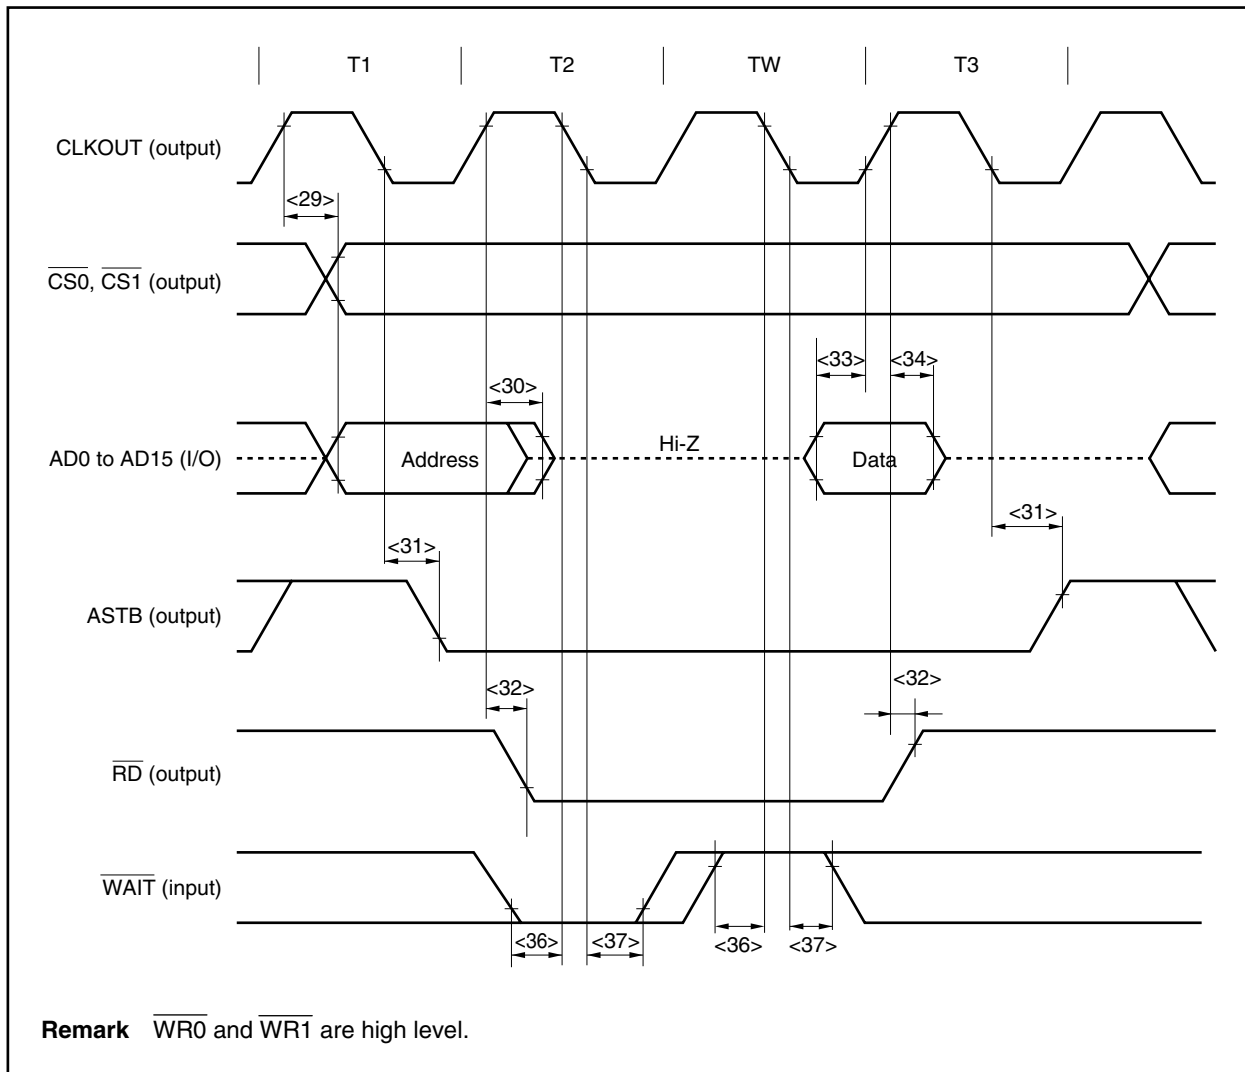 T1 T2 TW T3
CLKOUT (output)
<29>
CS0, CS1 (output)
<33> <34>
<30>
AD0 to AD15 (I/O) Address Hi-Z Data
<31>
<31>
ASTB (output)
<32>
<32>
RD (output)
WAIT (input)
<36> <37> <36> <37>
Remark WR0 and WR1 are high level.